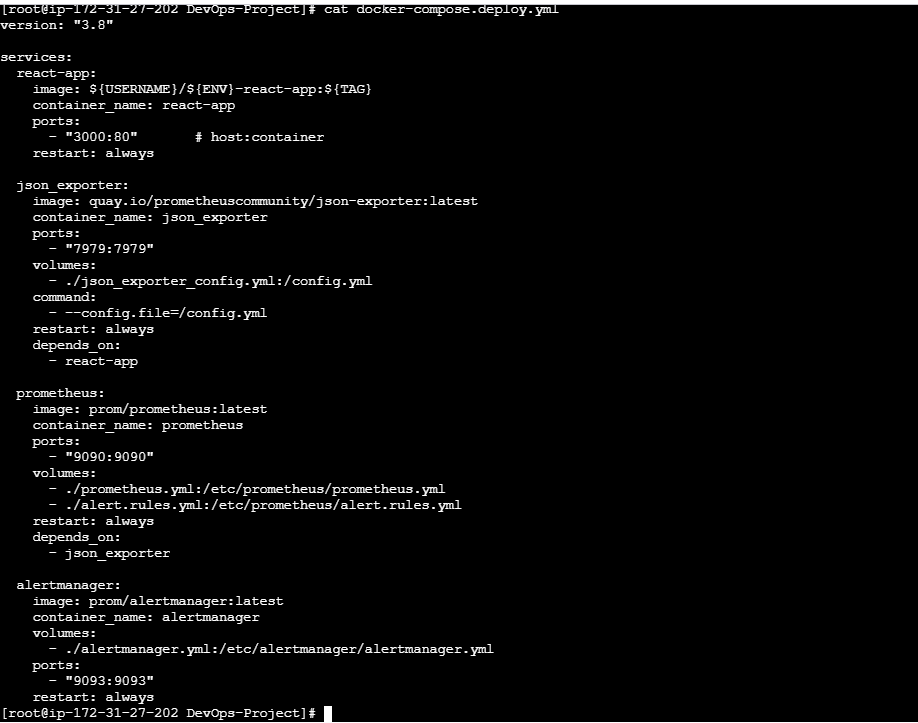 [root@ip-172-31-27-202 DevOps-Project]# cat docker-compose.deploy.yml
version: "3.8"

services:
  react-app:
    image: ${USERNAME}/${ENV}-react-app:${TAG}
    container_name: react-app
    ports:
      - "3000:80"       # host:container
    restart: always

  json_exporter:
    image: quay.io/prometheuscommunity/json-exporter:latest
    container_name: json_exporter
    ports:
      - "7979:7979"
    volumes:
      - ./json_exporter_config.yml:/config.yml
    command:
      - --config.file=/config.yml
    restart: always
    depends_on:
      - react-app

  prometheus:
    image: prom/prometheus:latest
    container_name: prometheus
    ports:
      - "9090:9090"
    volumes:
      - ./prometheus.yml:/etc/prometheus/prometheus.yml
      - ./alert.rules.yml:/etc/prometheus/alert.rules.yml
    restart: always
    depends_on:
      - json_exporter

  alertmanager:
    image: prom/alertmanager:latest
    container_name: alertmanager
    volumes:
      - ./alertmanager.yml:/etc/alertmanager/alertmanager.yml
    ports:
      - "9093:9093"
    restart: always
[root@ip-172-31-27-202 DevOps-Project]#